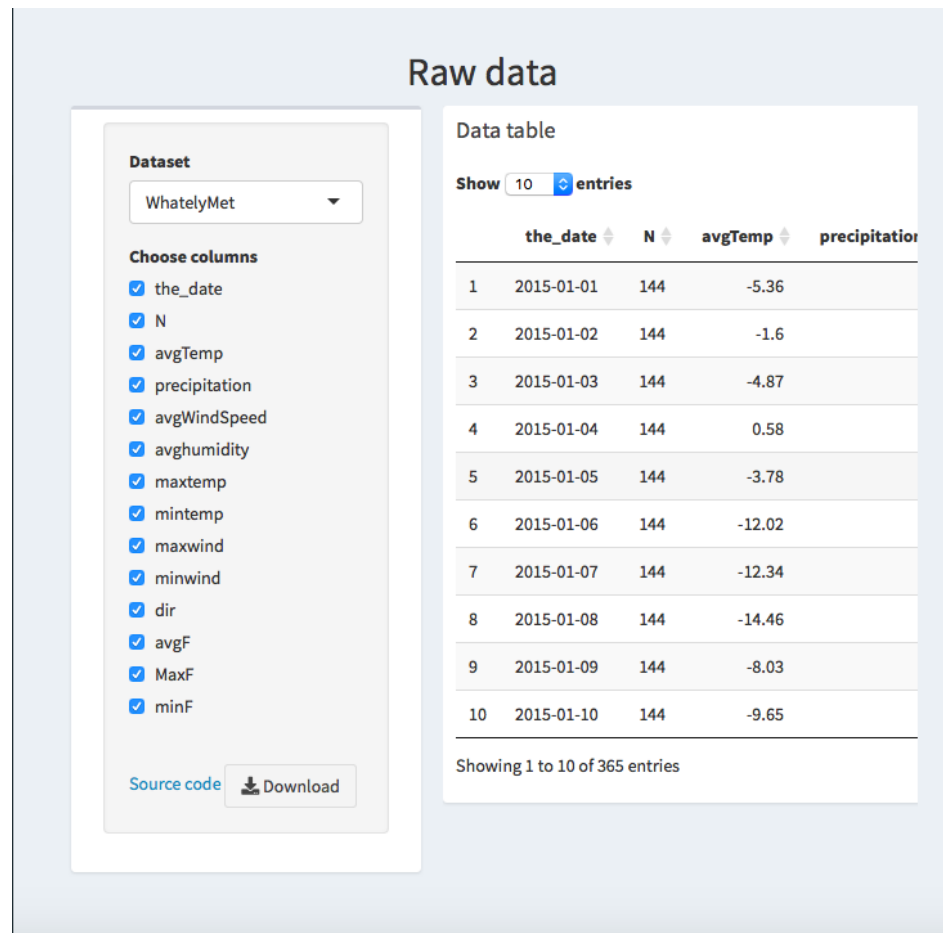 Raw data
Dataset
WhatelyMet
Choose columns
the_date
N
avgTemp
precipitation
avgWindSpeed
avghumidity
maxtemp
mintemp
maxwind
minwind
dir
avgF
MaxF
minF
Source code Download
Data table
Show 10 entries
the_date N avgTemp precipitation
1 2015-01-01 144 -5.36
2 2015-01-02 144 -1.6
3 2015-01-03 144 -4.87
4 2015-01-04 144 0.58
5 2015-01-05 144 -3.78
6 2015-01-06 144 -12.02
7 2015-01-07 144 -12.34
8 2015-01-08 144 -14.46
9 2015-01-09 144 -8.03
10 2015-01-10 144 -9.65
Showing 1 to 10 of 365 entries